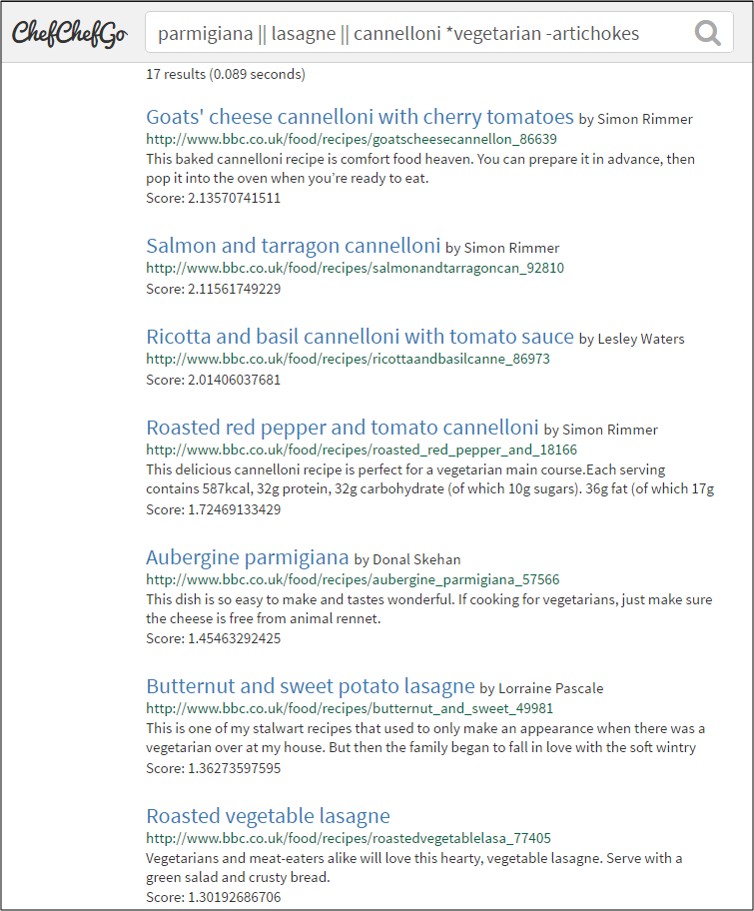 ChefChefGo
parmigiana || lasagne || cannelloni *vegetarian -artichokes
17 results (0.089 seconds)
Goats' cheese cannelloni with cherry tomatoes by Simon Rimmer
http://www.bbc.co.uk/food/recipes/goatscheesecannellon_86639
This baked cannelloni recipe is comfort food heaven. You can prepare it in advance, then
pop it into the oven when you’re ready to eat.
Score: 2.13570741511
Salmon and tarragon cannelloni by Simon Rimmer
http://www.bbc.co.uk/food/recipes/salmonandtarragoncan_92810
Score: 2.11561749229
Ricotta and basil cannelloni with tomato sauce by Lesley Waters
http://www.bbc.co.uk/food/recipes/ricottaandbasilcanne_86973
Score: 2.01406037681
Roasted red pepper and tomato cannelloni by Simon Rimmer
http://www.bbc.co.uk/food/recipes/roasted_red_pepper_and_18166
This delicious cannelloni recipe is perfect for a vegetarian main course.Each serving
contains 587kcal, 32g protein, 32g carbohydrate (of which 10g sugars). 36g fat (of which 17g
Score: 1.72469133429
Aubergine parmigiana by Donal Skehan
http://www.bbc.co.uk/food/recipes/aubergine_parmigiana_57566
This dish is so easy to make and tastes wonderful. If cooking for vegetarians, just make sure
the cheese is free from animal rennet.
Score: 1.45463292425
Butternut and sweet potato lasagne by Lorraine Pascale
http://www.bbc.co.uk/food/recipes/butternut_and_sweet_49981
This is one of my stalwart recipes that used to only make an appearance when there was a
vegetarian over at my house. But then the family began to fall in love with the soft wintry
Score: 1.36273597595
Roasted vegetable lasagne
http://www.bbc.co.uk/food/recipes/roastedvegetablelasa_77405
Vegetarians and meat-eaters alike will love this hearty, vegetable lasagne. Serve with a
green salad and crusty bread.
Score: 1.30192686706